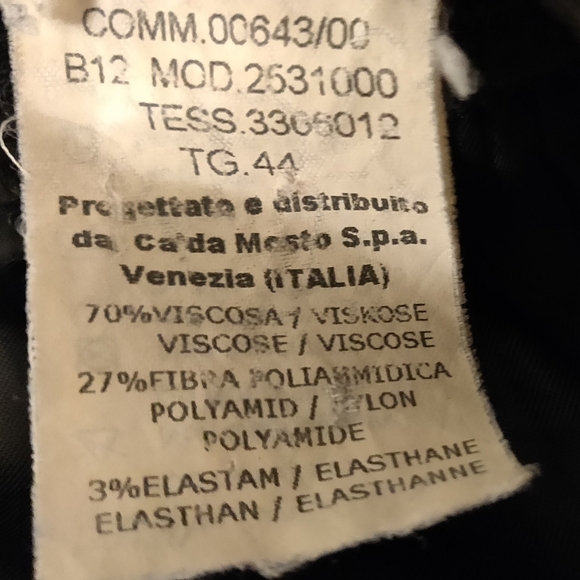 COMM.00643/00
B12 MOD.2531000
TESS.3306012
TG.44
Progettato e distribuito
da Ca'da Mosto S.p.a.
Venezia (ITALIA)
70%VISCOSA / VISKOSE
VISCOSE / VISCOSE
27%FIBRA POLIAMMIDICA
POLYAMID / NYLON
POLYAMIDE
3%ELASTAM / ELASTHANE
ELASTHAN / ELASTHANNE